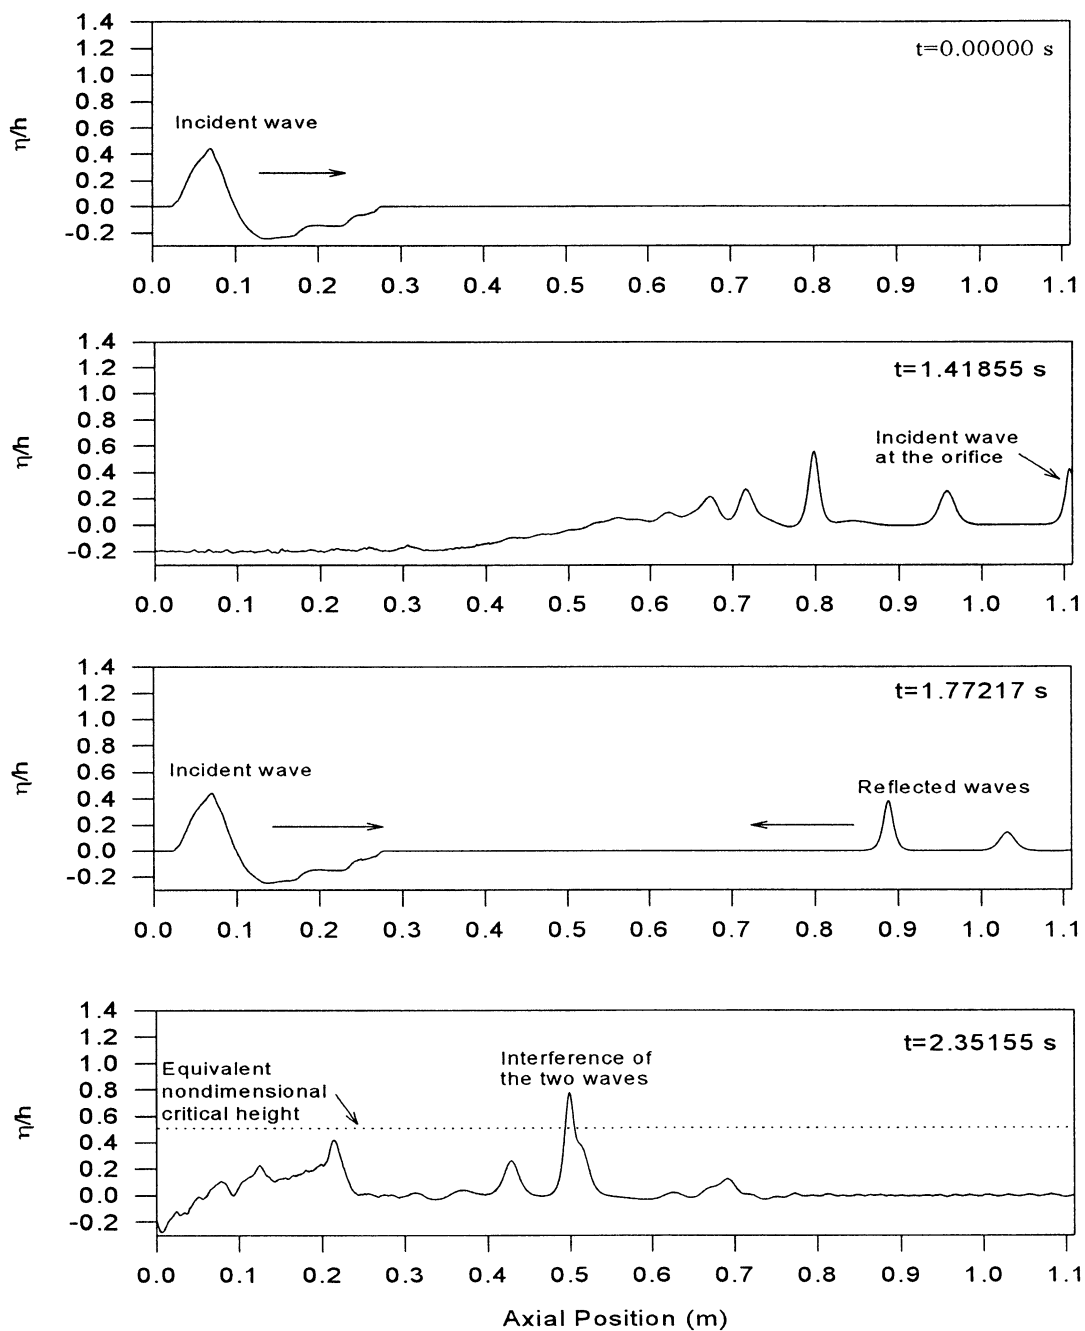 1.4
1.2
t=0.00000 s
1.0
0.8
η/h
Incident wave
0.6
0.4
0.2
0.0
-0.2
0.0 0.1 0.2 0.3 0.4 0.5 0.6 0.7 0.8 0.9 1.0 1.1
1.4
1.2
t=1.41855 s
1.0
0.8
Incident wave
at the orifice
η/h
0.6
0.4
0.2
0.0
-0.2
0.0 0.1 0.2 0.3 0.4 0.5 0.6 0.7 0.8 0.9 1.0 1.1
1.4
1.2
t=1.77217 s
1.0
0.8
η/h
0.6
Incident wave
Reflected waves
0.4
0.2
0.0
-0.2
0.0 0.1 0.2 0.3 0.4 0.5 0.6 0.7 0.8 0.9 1.0 1.1
1.4
1.2
t=2.35155 s
1.0
0.8
0.6
η/h
Equivalent
nondimensional
critical height
Interference of
the two waves
0.4
0.2
0.0
-0.2
0.0 0.1 0.2 0.3 0.4 0.5 0.6 0.7 0.8 0.9 1.0 1.1
Axial Position (m)